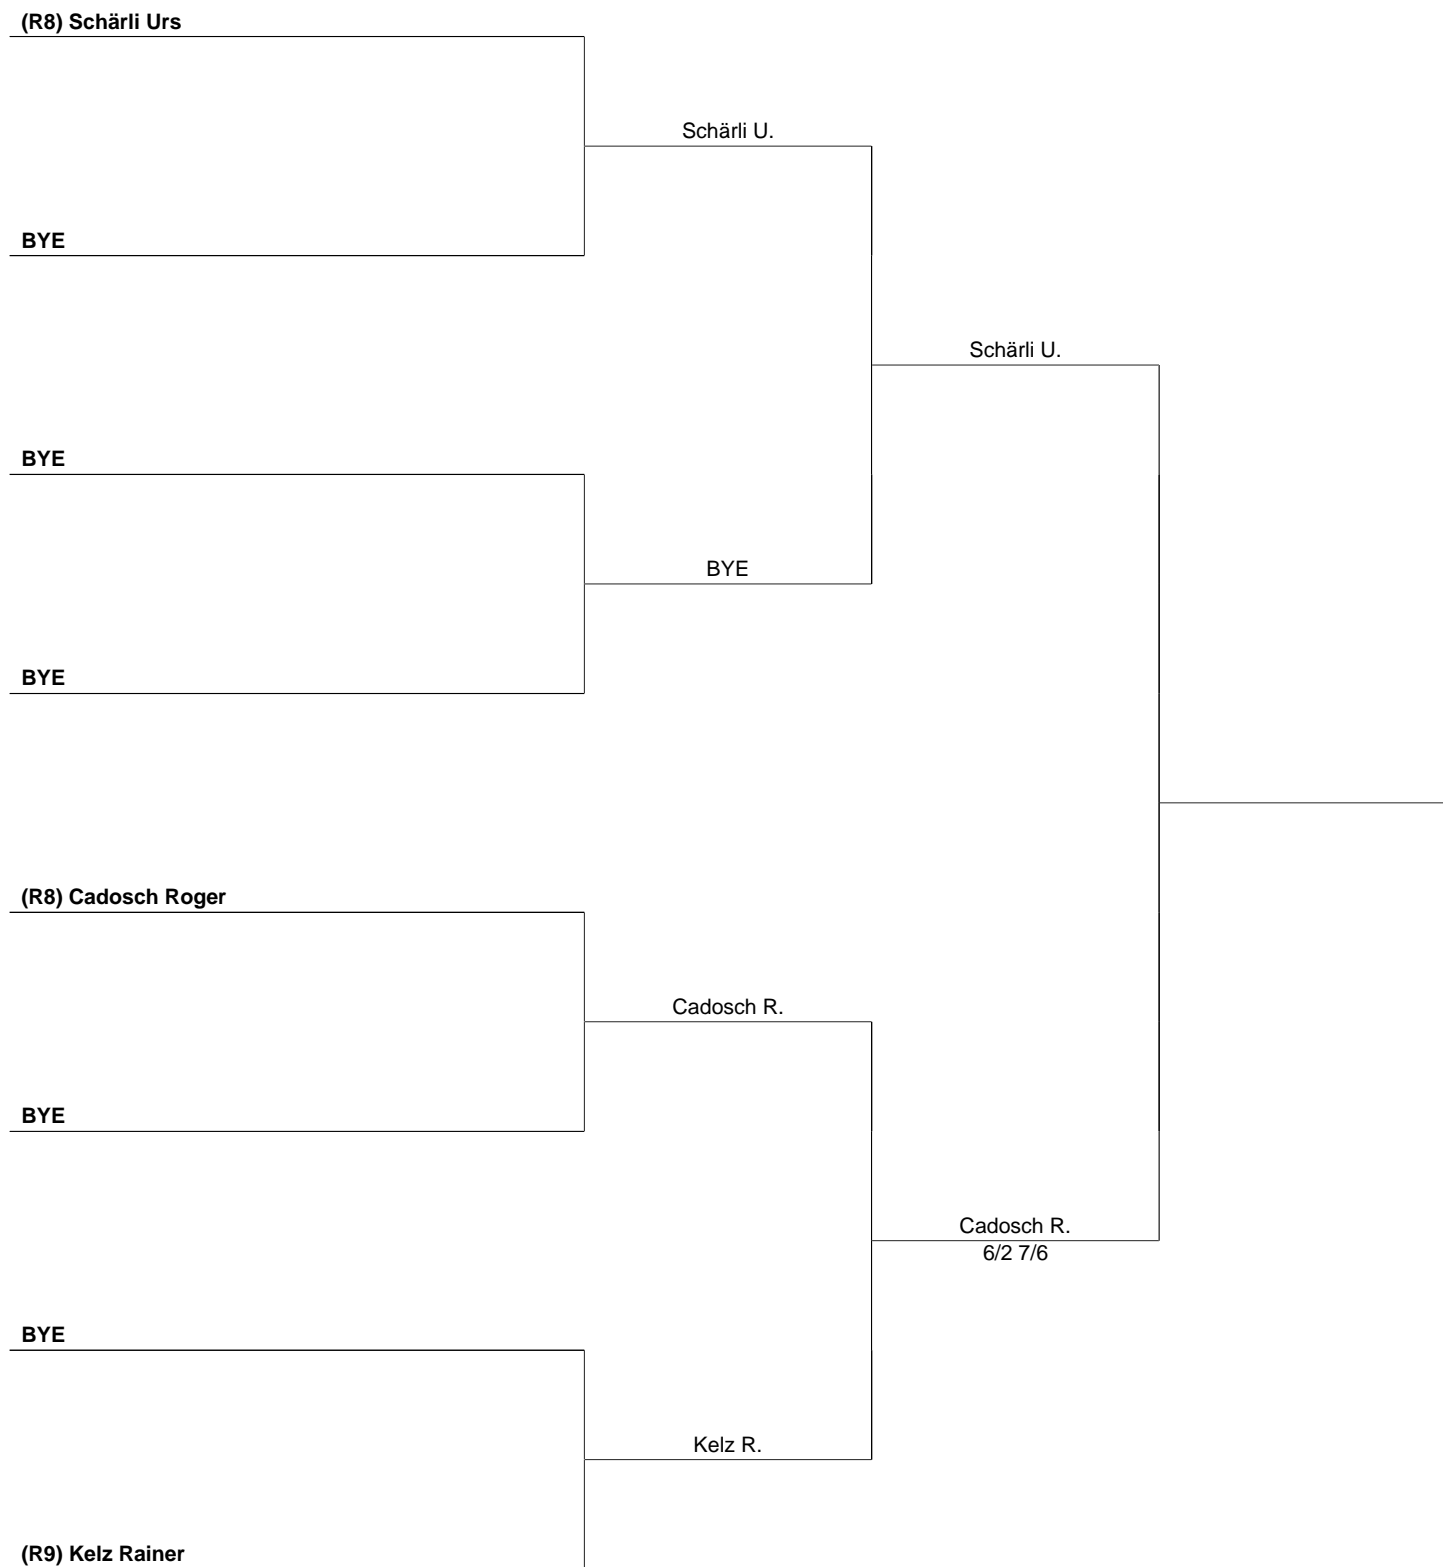 (R8) Schärli Urs
Schärli U.
BYE
Schärli U.
BYE
BYE
BYE
(R8) Cadosch Roger
Cadosch R.
BYE
Cadosch R.
6/2 7/6
BYE
Kelz R.
(R9) Kelz Rainer